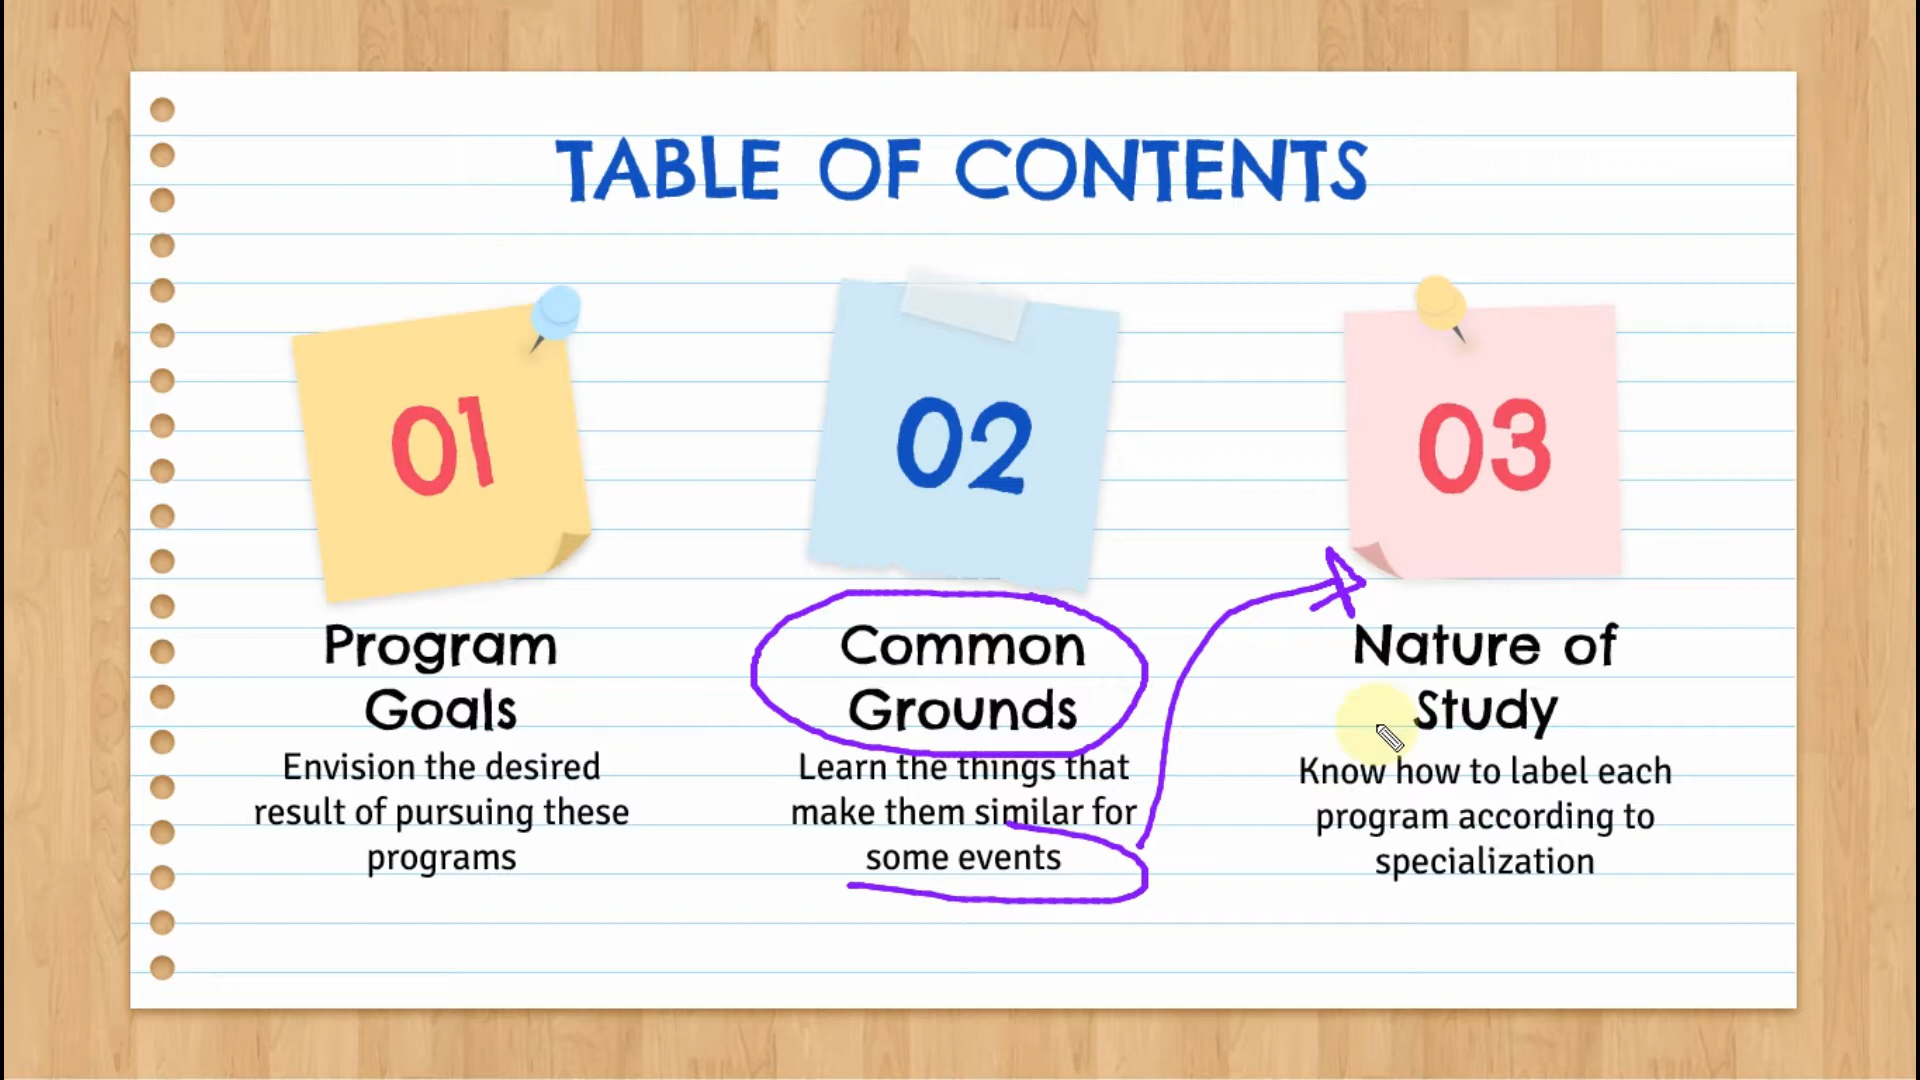 TABLE OF CONTENTS
01
Program
Goals
Envision the desired
result of pursuing these
programs
02
Common
Grounds
Learn the things that
make them similar for
some events
03
Nature of
Study
Know how to label each
program according to
specialization